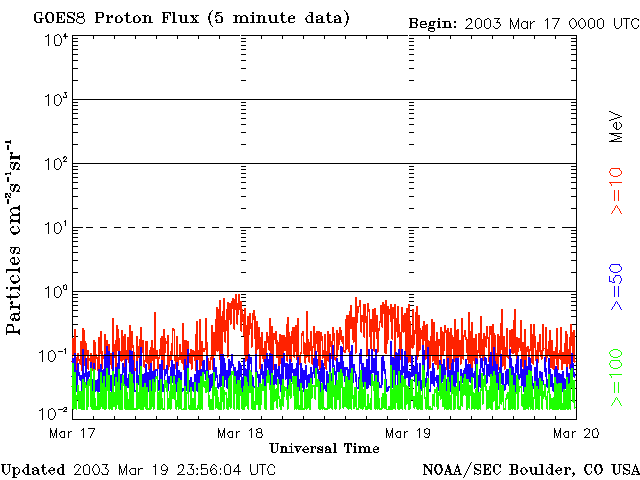 GOES8 Proton Flux (5 minute data)
Begin: 2003 Mar 17 0000 UTC
10⁴
10³
10²
10¹
10⁰
10⁻¹
10⁻²
Particles cm⁻²s⁻¹sr⁻¹
MeV
>=10
>=50
>=100
Mar 17
Mar 18
Mar 19
Mar 20
Universal Time
Updated 2003 Mar 19 23:56:04 UTC
NOAA/SEC Boulder, CO USA